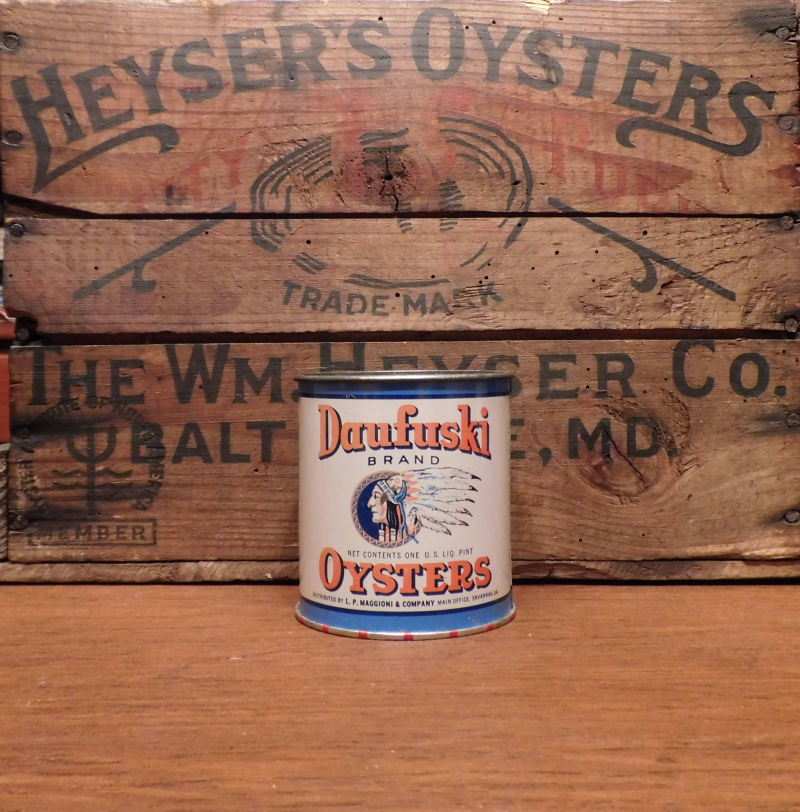 HEYSER'S OYSTERS
TRADE MARK
THE WM. HEYSER CO.
BALT E, MD.
MEMBER
Daufuski
BRAND
NET CONTENTS ONE U.S. LIQ. PINT
OYSTERS
DISTRIBUTED BY L. P. MAGGIONI & COMPANY MAIN OFFICE, SAVANNAH, GA.